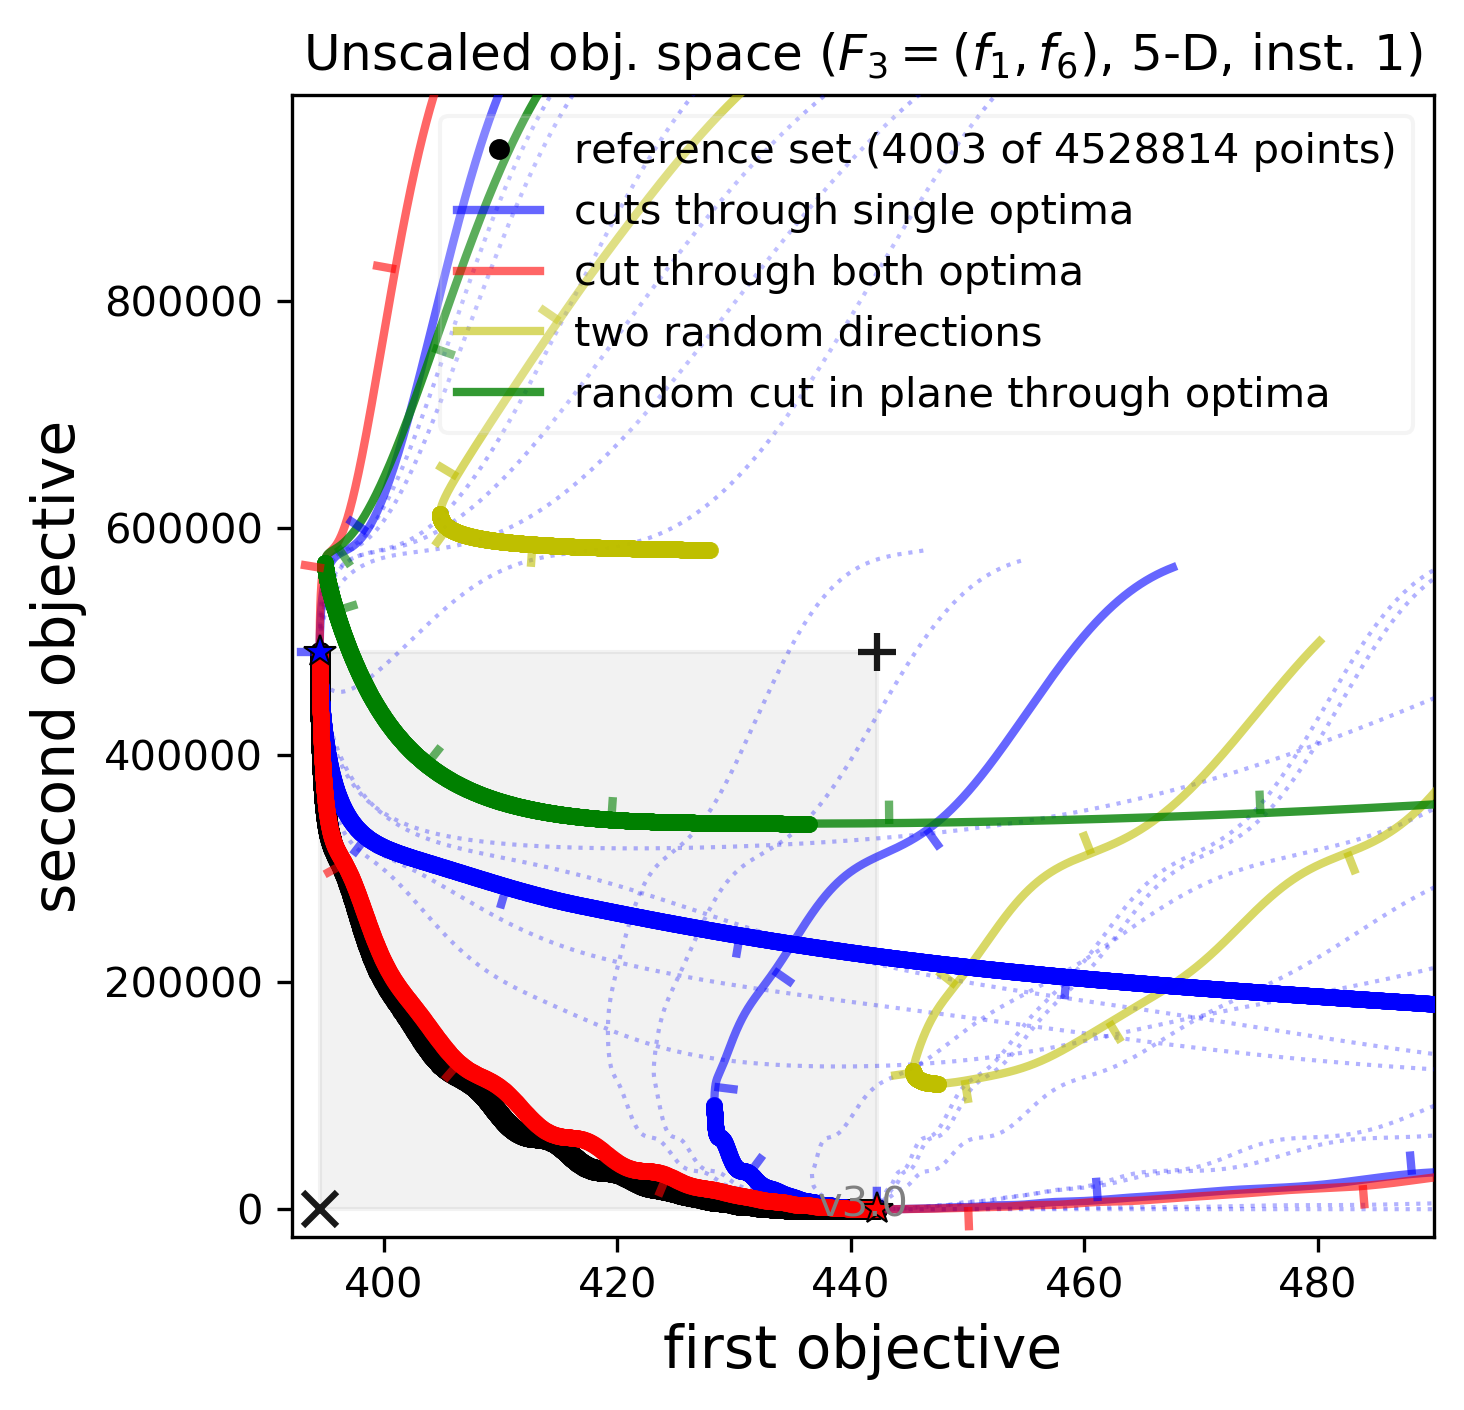 Unscaled obj. space (F₃ = (f₁, f₆), 5-D, inst. 1)
reference set (4003 of 4528814 points)
cuts through single optima
cut through both optima
two random directions
random cut in plane through optima
second objective
800000
600000
400000
200000
0
v3.0
400 420 440 460 480
first objective